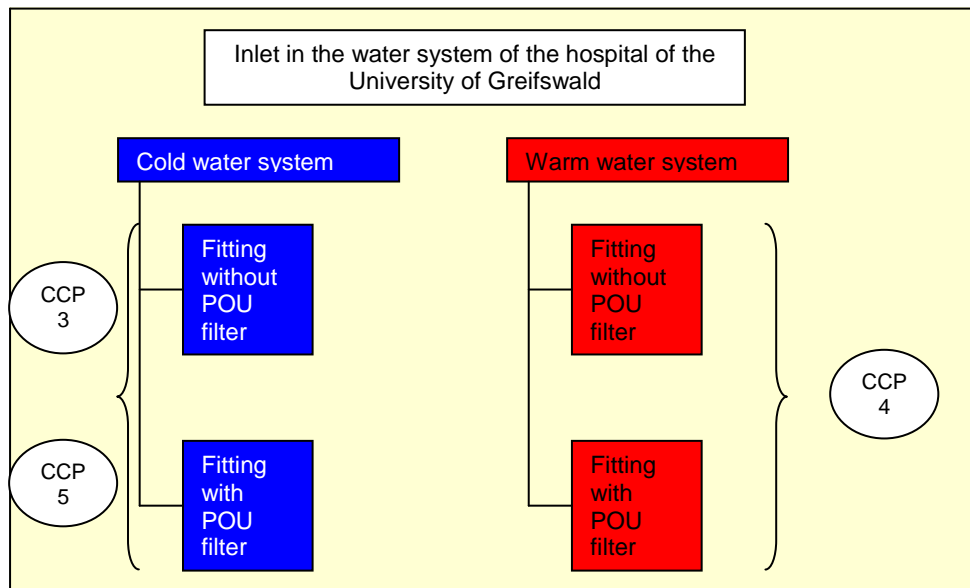 Inlet in the water system of the hospital of the
University of Greifswald
Cold water system
Warm water system
Fitting
without
POU
filter
Fitting
without
POU
filter
CCP
3
CCP
4
CCP
5
Fitting
with
POU
filter
Fitting
with
POU
filter